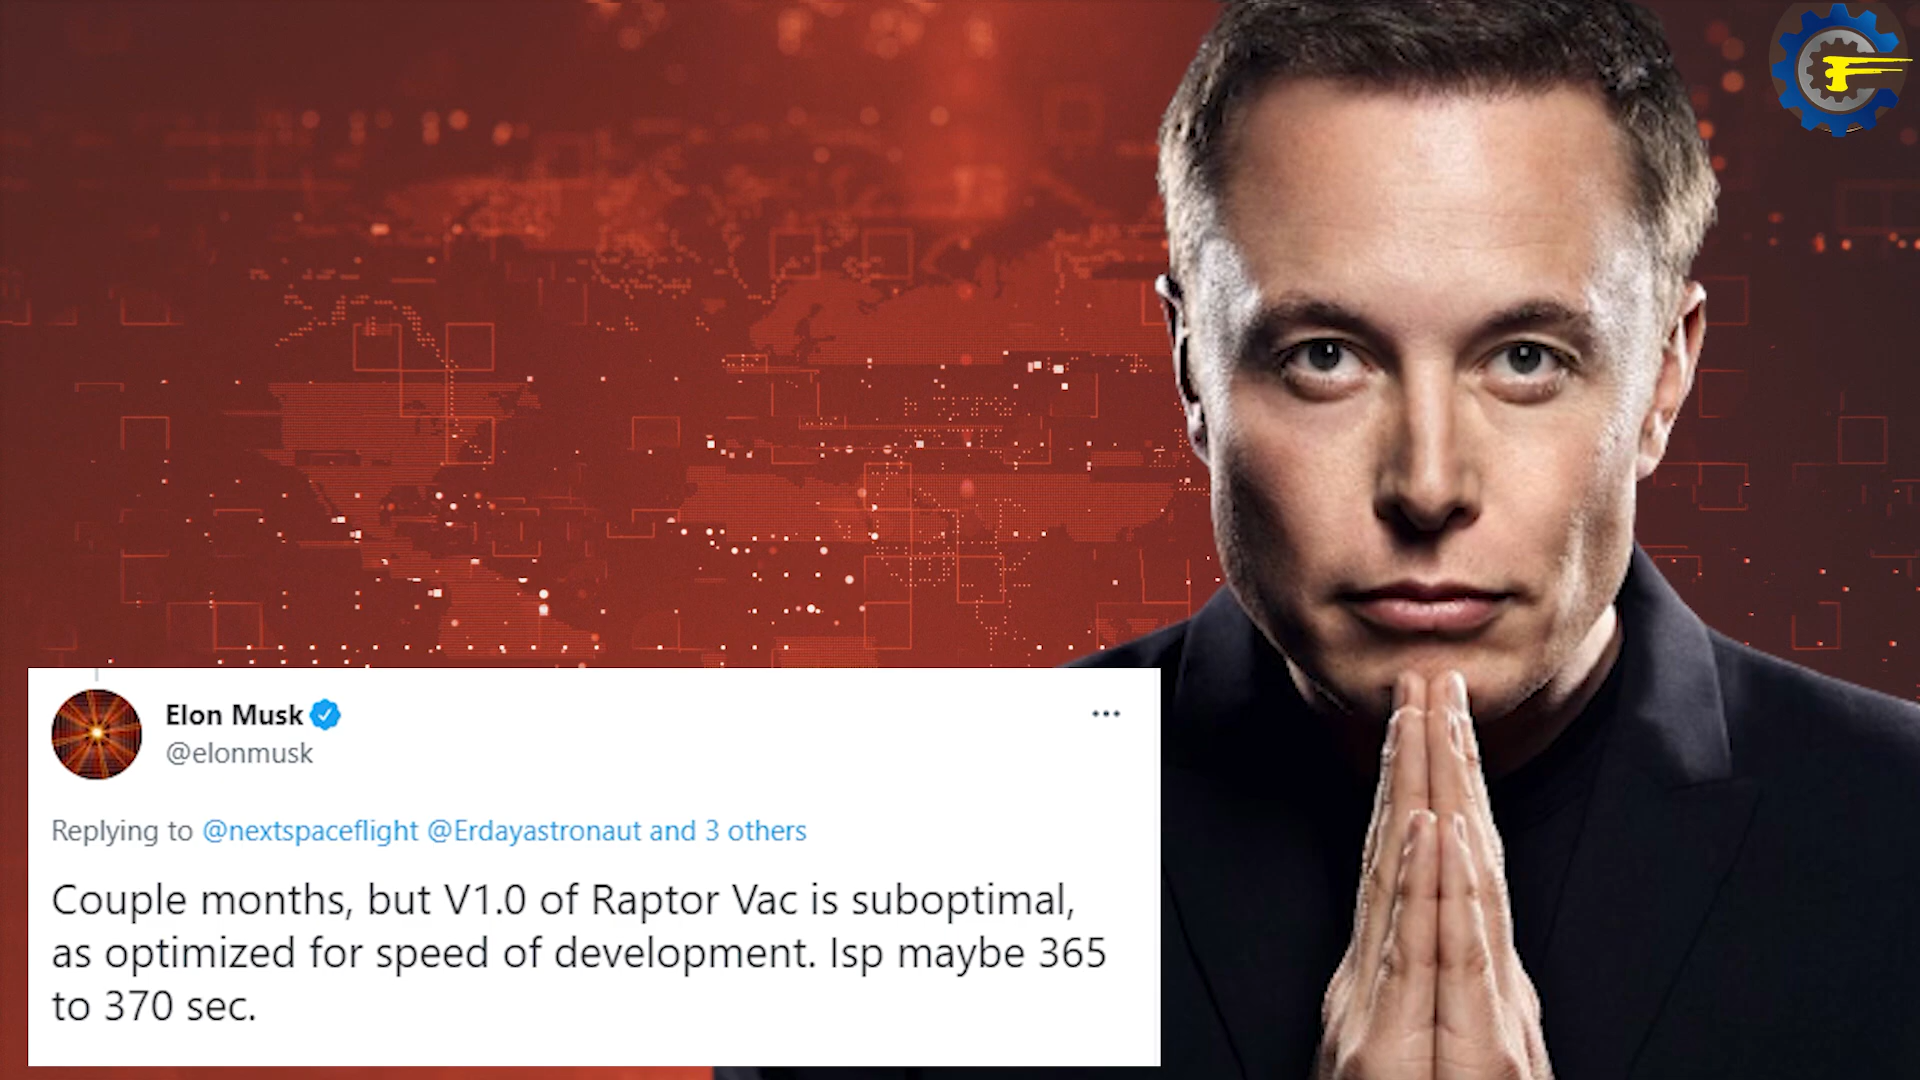 Elon Musk
@elonmusk
Replying to @nextspaceflight @Erdayastronaut and 3 others
Couple months, but V1.0 of Raptor Vac is suboptimal,
as optimized for speed of development. Isp maybe 365
to 370 sec.